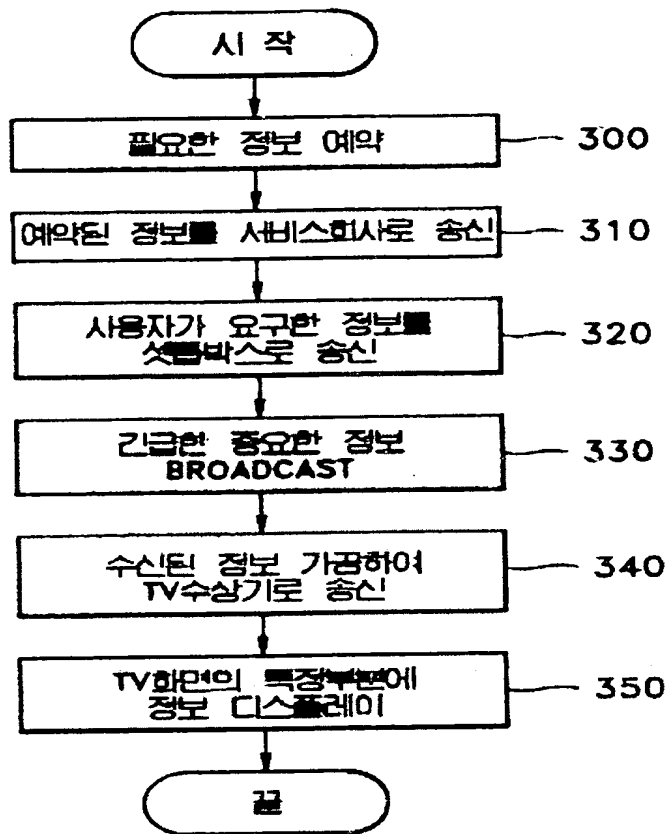 시 작
필요한 정보 예약
300
예약된 정보를 서비스회사로 송신
310
사용자가 요구한 정보를
셋톱박스로 송신
320
긴급한 중요한 정보
BROADCAST
330
수신된 정보 가공하여
TV수상기로 송신
340
TV화면의 특정부분에
정보 디스플레이
350
끝